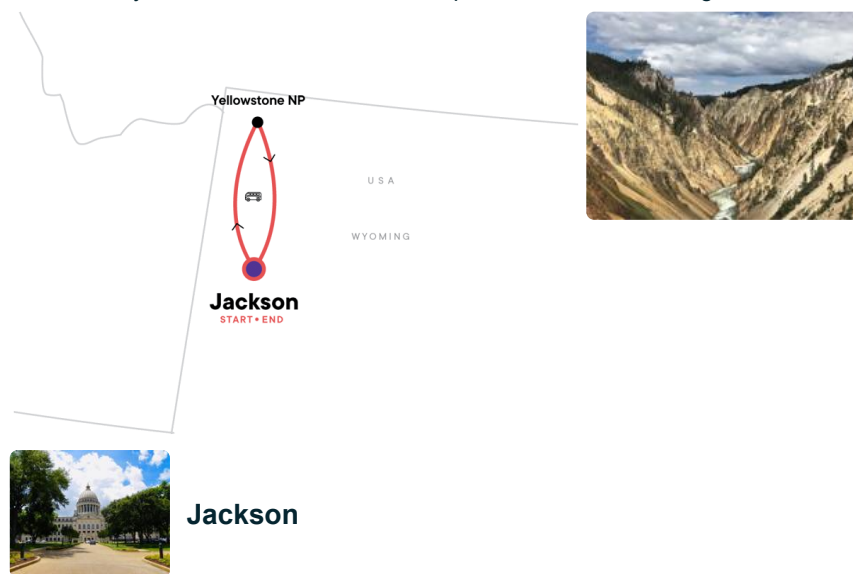 Yellowstone NP
USA
WYOMING
Jackson
START • END
Jackson